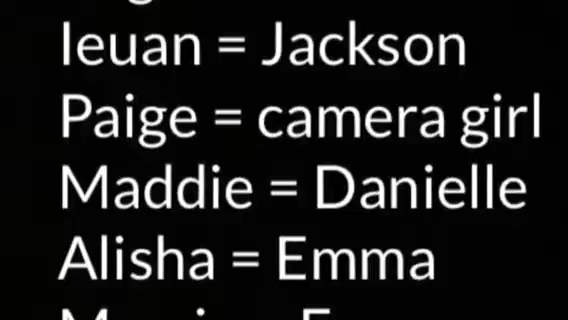 Ieuan = Jackson
Paige = camera girl
Maddie = Danielle
Alisha = Emma